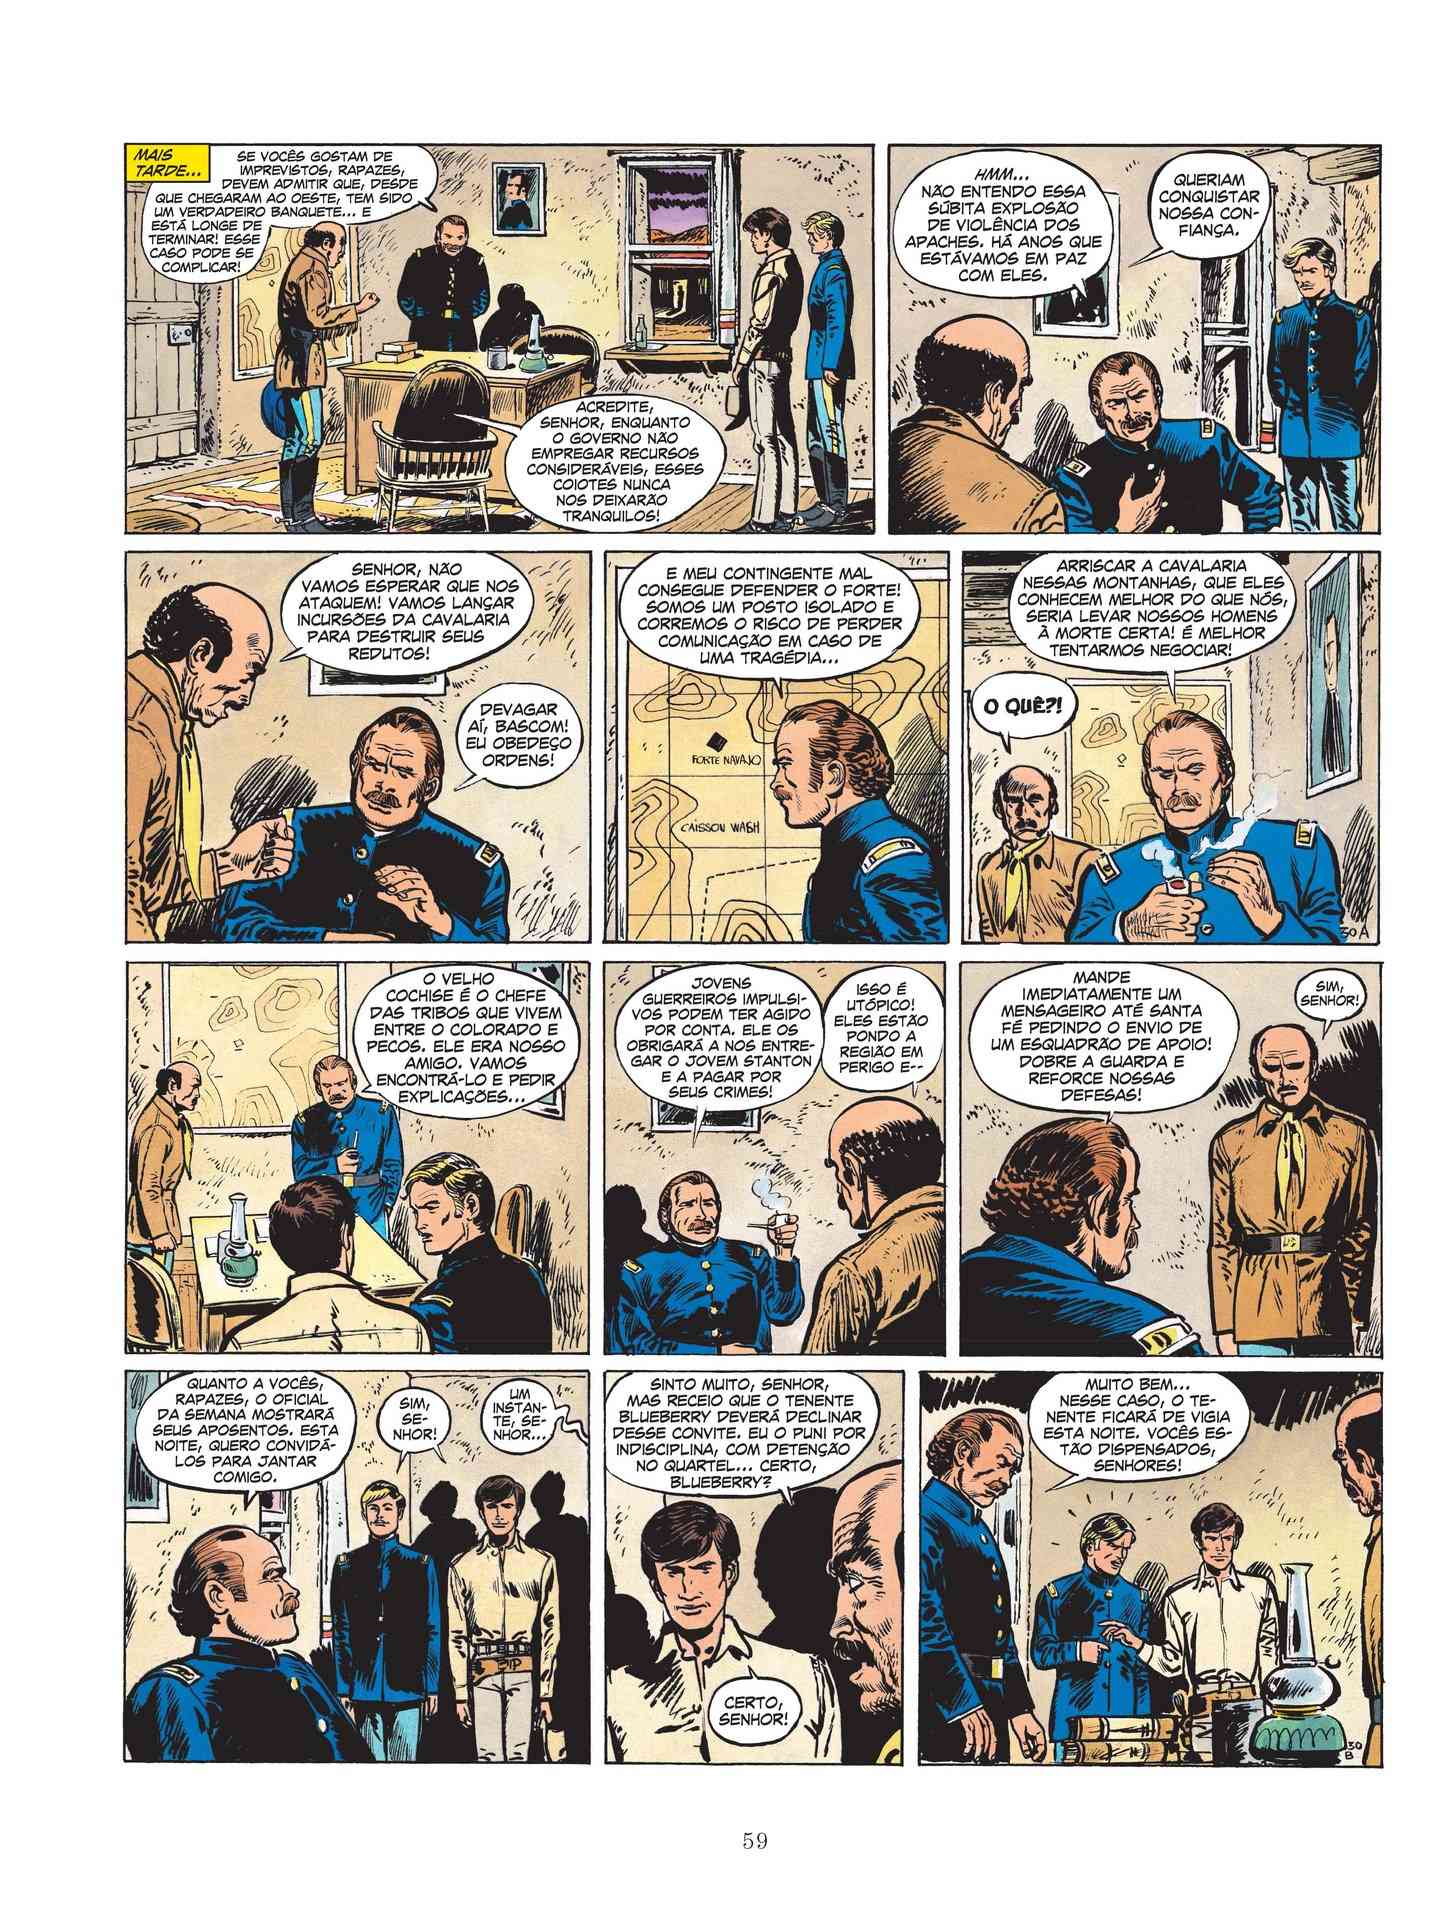 MAIS
TARDE...
SE VOCÊS GOSTAM DE
IMPREVISTOS, RAPAZES,
DEVEM ADMITIR QUE, DESDE
QUE CHEGARAM AO OESTE, TEM SIDO
UM VERDADEIRO BANQUETE... E
ESTÁ LONGE DE
TERMINAR! ESSE
CASO PODE SE
COMPLICAR!
ACREDITE,
SENHOR, ENQUANTO
O GOVERNO NÃO
EMPREGAR RECURSOS
CONSIDERÁVEIS, ESSES
COIOTES NUNCA
NOS DEIXARÃO
TRANQUILOS!
HMM...
NÃO ENTENDO ESSA
SÚBITA EXPLOSÃO
DE VIOLÊNCIA DOS
APACHES. HÁ ANOS QUE
ESTÁVAMOS EM PAZ
COM ELES.
QUERIAM
CONQUISTAR
NOSSA CON-
FIANÇA.
SENHOR, NÃO
VAMOS ESPERAR QUE NOS
ATAQUEM! VAMOS LANÇAR
INCURSÕES DA CAVALARIA
PARA DESTRUIR SEUS
REDUTOS!
DEVAGAR
AÍ, BASCOM!
EU OBEDEÇO
ORDENS!
E MEU CONTINGENTE MAL
CONSEGUE DEFENDER O FORTE!
SOMOS UM POSTO ISOLADO E
CORREMOS O RISCO DE PERDER
COMUNICAÇÃO EM CASO DE
UMA TRAGÉDIA...
FORTE NAVAJO
CAISSON WASH
ARRISCAR A CAVALARIA
NESSAS MONTANHAS, QUE ELES
CONHECEM MELHOR DO QUE NÓS,
SERIA LEVAR NOSSOS HOMENS
À MORTE CERTA! É MELHOR
TENTARMOS NEGOCIAR!
O QUÊ?!
30A
O VELHO
COCHISE É O CHEFE
DAS TRIBOS QUE VIVEM
ENTRE O COLORADO E
PECOS. ELE ERA NOSSO
AMIGO. VAMOS
ENCONTRÁ-LO E PEDIR
EXPLICAÇÕES...
JOVENS
GUERREIROS IMPULSI-
VOS PODEM TER AGIDO
POR CONTA. ELE OS
OBRIGARÁ A NOS ENTRE-
GAR O JOVEM STANTON
E A PAGAR POR
SEUS CRIMES!
ISSO É
UTÓPICO!
ELES ESTÃO
PONDO A
REGIÃO EM
PERIGO E--
MANDE
IMEDIATAMENTE UM
MENSAGEIRO ATÉ SANTA
FÉ PEDINDO O ENVIO DE
UM ESQUADRÃO DE APOIO!
DOBRE A GUARDA E
REFORCE NOSSAS
DEFESAS!
SIM,
SENHOR!
QUANTO A VOCÊS,
RAPAZES, O OFICIAL
DA SEMANA MOSTRARÁ
SEUS APOSENTOS. ESTA
NOITE, QUERO CONVIDÁ-
LOS PARA JANTAR
COMIGO.
SIM,
SE-
NHOR!
UM
INSTAN-
TE, SE-
NHOR...
SINTO MUITO, SENHOR,
MAS RECEIO QUE O TENENTE
BLUEBERRY DEVERÁ DECLINAR
DESSE CONVITE. EU O PUNI POR
INDISCIPLINA, COM DETENÇÃO
NO QUARTEL... CERTO,
BLUEBERRY?
CERTO,
SENHOR!
MUITO BEM...
NESSE CASO, O TE-
NENTE FICARÁ DE VIGIA
ESTA NOITE. VOCÊS ES-
TÃO DISPENSADOS,
SENHORES!
30
B
59